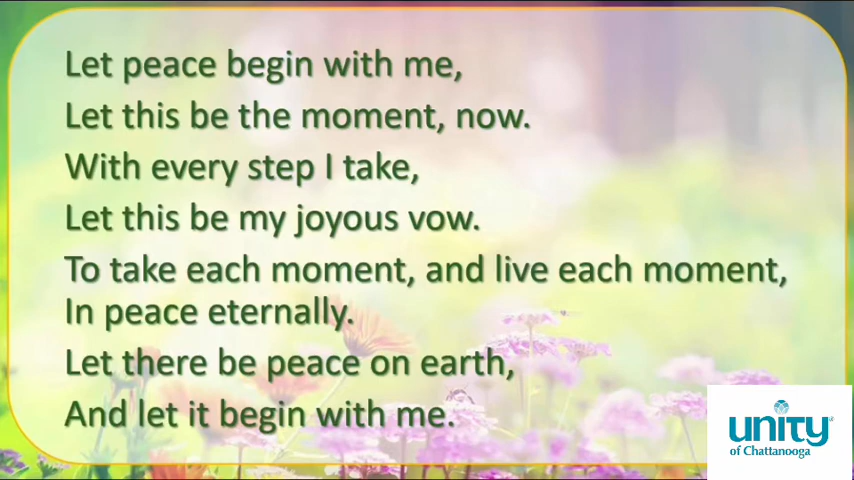 Let peace begin with me,
Let this be the moment, now.
With every step I take,
Let this be my joyous vow.
To take each moment, and live each moment,
In peace eternally.
Let there be peace on earth,
And let it begin with me.
unity
of Chattanooga